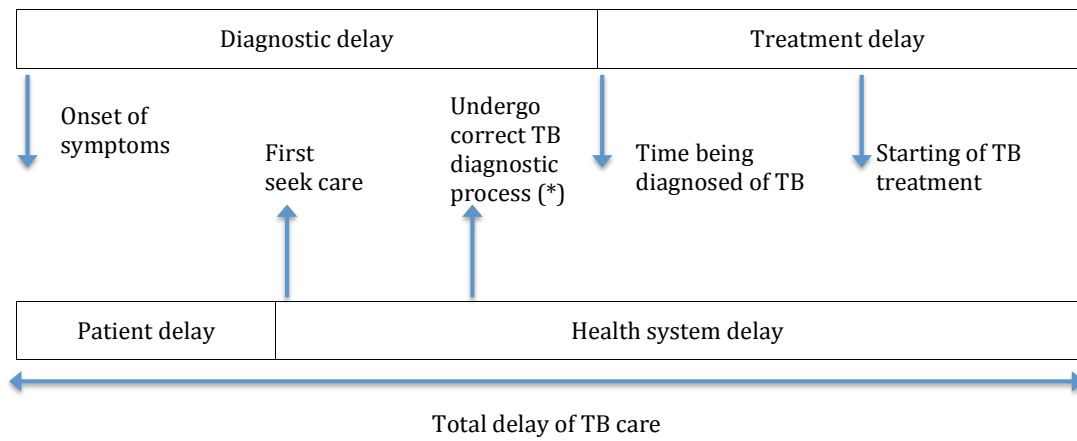 Diagnostic delay
Treatment delay
Onset of
symptoms
First
seek care
Undergo
correct TB
diagnostic
process (*)
Time being
diagnosed of TB
Starting of TB
treatment
Patient delay
Health system delay
Total delay of TB care